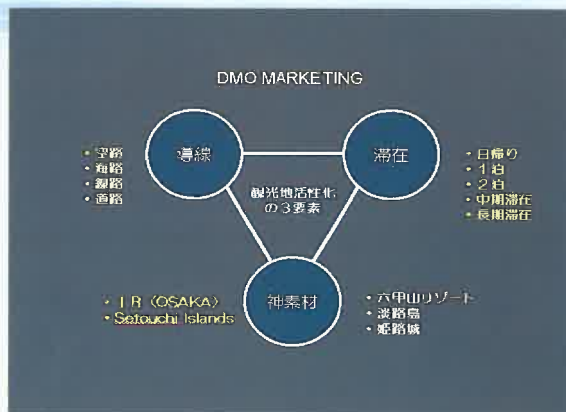 DMO MARKETING
導線
滞在
・空路
・海路
・線路
・道路
・日帰り
・1泊
・2泊
・中期滞在
・長期滞在
観光地活性化
の3要素
神素材
・IR(OSAKA)
・Setouchi Islands
・六甲山リゾート
・淡路島
・姫路城